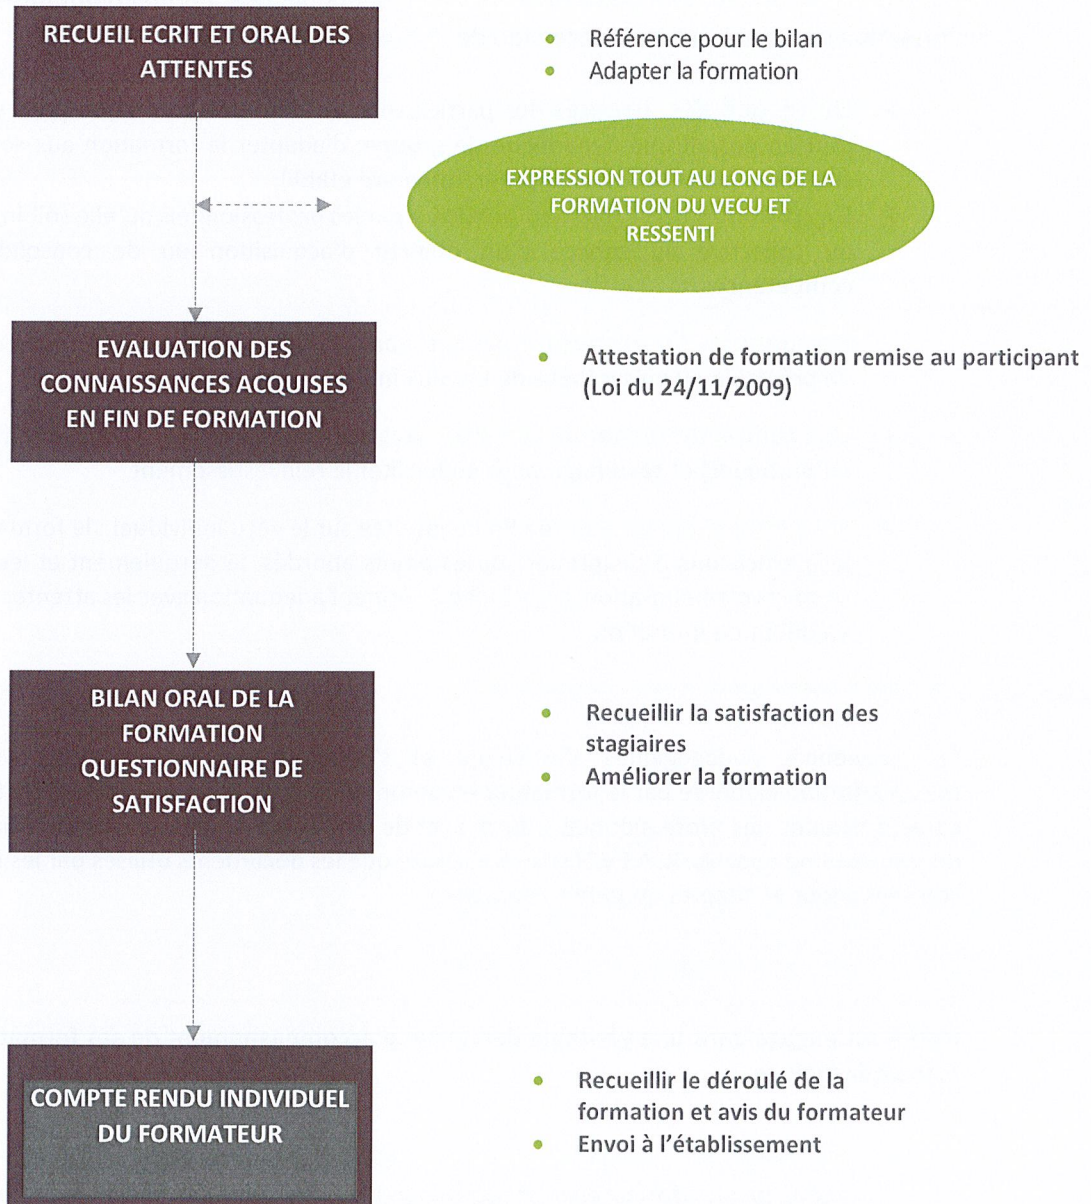 RECUEIL ECRIT ET ORAL DES
ATTENTES
• Référence pour le bilan
• Adapter la formation
EXPRESSION TOUT AU LONG DE LA
FORMATION DU VECU ET
RESSENTI
EVALUATION DES
CONNAISSANCES ACQUISES
EN FIN DE FORMATION
• Attestation de formation remise au participant
(Loi du 24/11/2009)
BILAN ORAL DE LA
FORMATION
QUESTIONNAIRE DE
SATISFACTION
• Recueillir la satisfaction des
stagiaires
• Améliorer la formation
COMPTE RENDU INDIVIDUEL
DU FORMATEUR
• Recueillir le déroulé de la
formation et avis du formateur
• Envoi à l'établissement